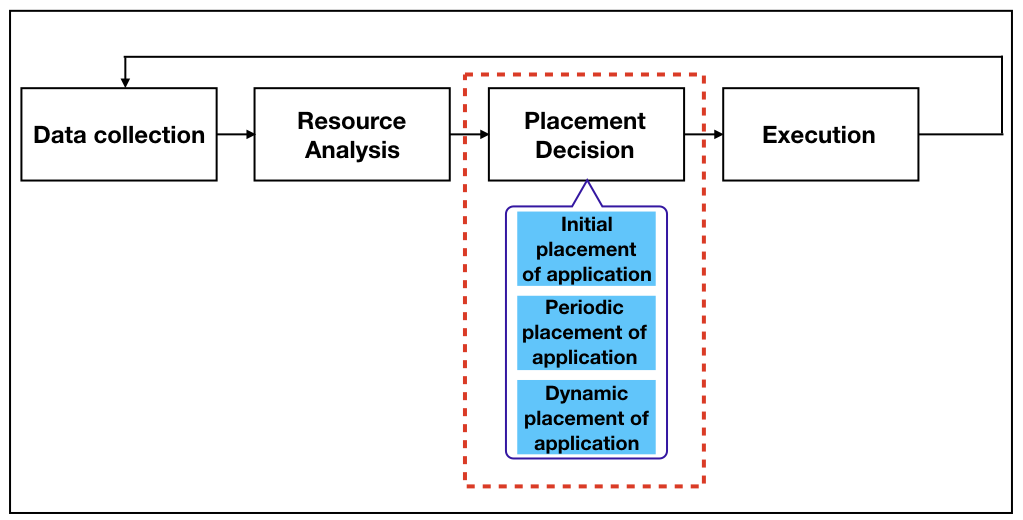 Data collection
Resource
Analysis
Placement
Decision
Execution
Initial
placement
of application
Periodic
placement of
application
Dynamic
placement of
application